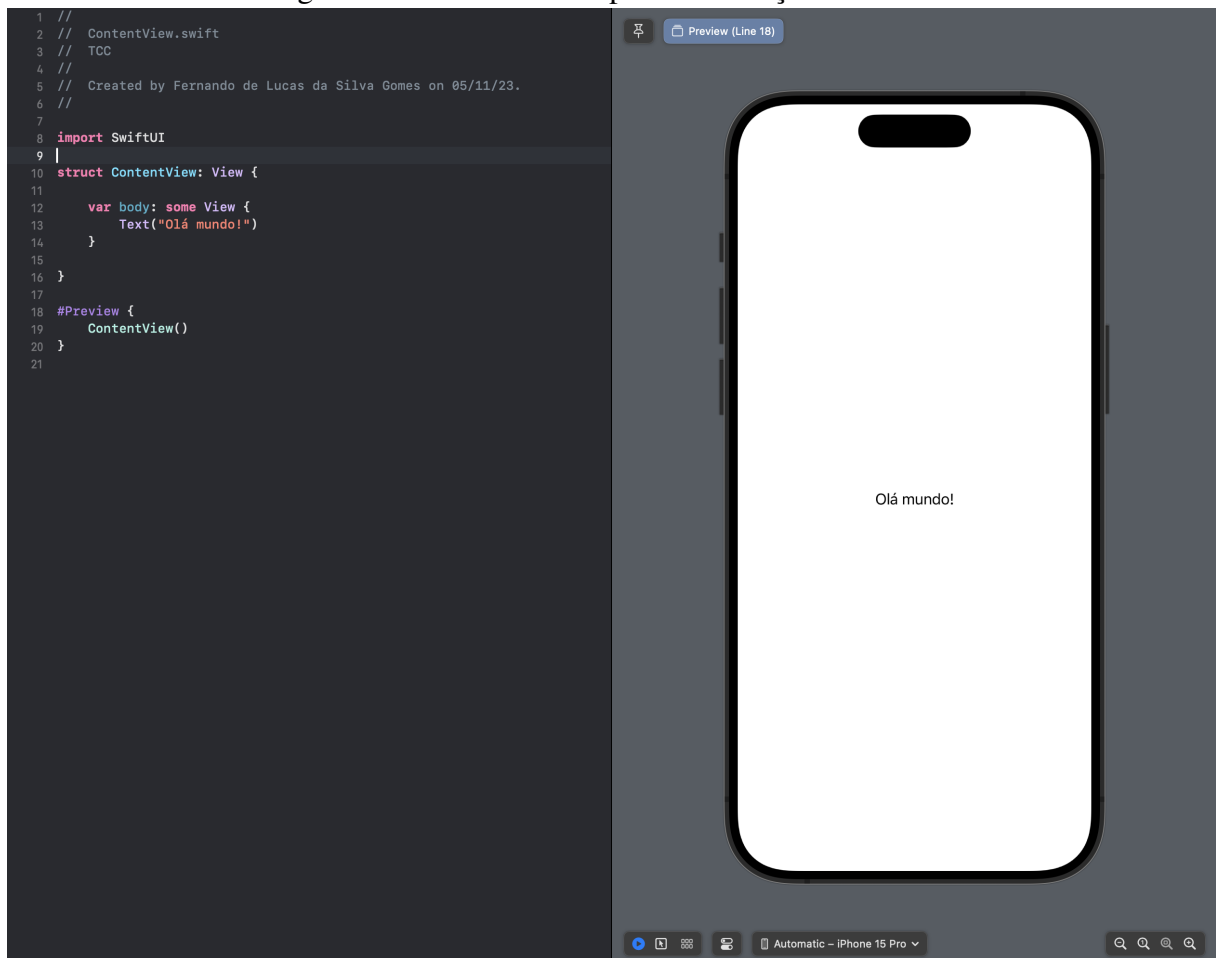 1 //
2 // ContentView.swift
3 // TCC
4 //
5 // Created by Fernando de Lucas da Silva Gomes on 05/11/23.
6 //
7
8 import SwiftUI
9
10 struct ContentView: View {
11
12 var body: some View {
13 Text("Olá mundo!")
14 }
15
16 }
17
18 #Preview {
19 ContentView()
20 }
21
Preview (Line 18)
Olá mundo!
Automatic – iPhone 15 Pro